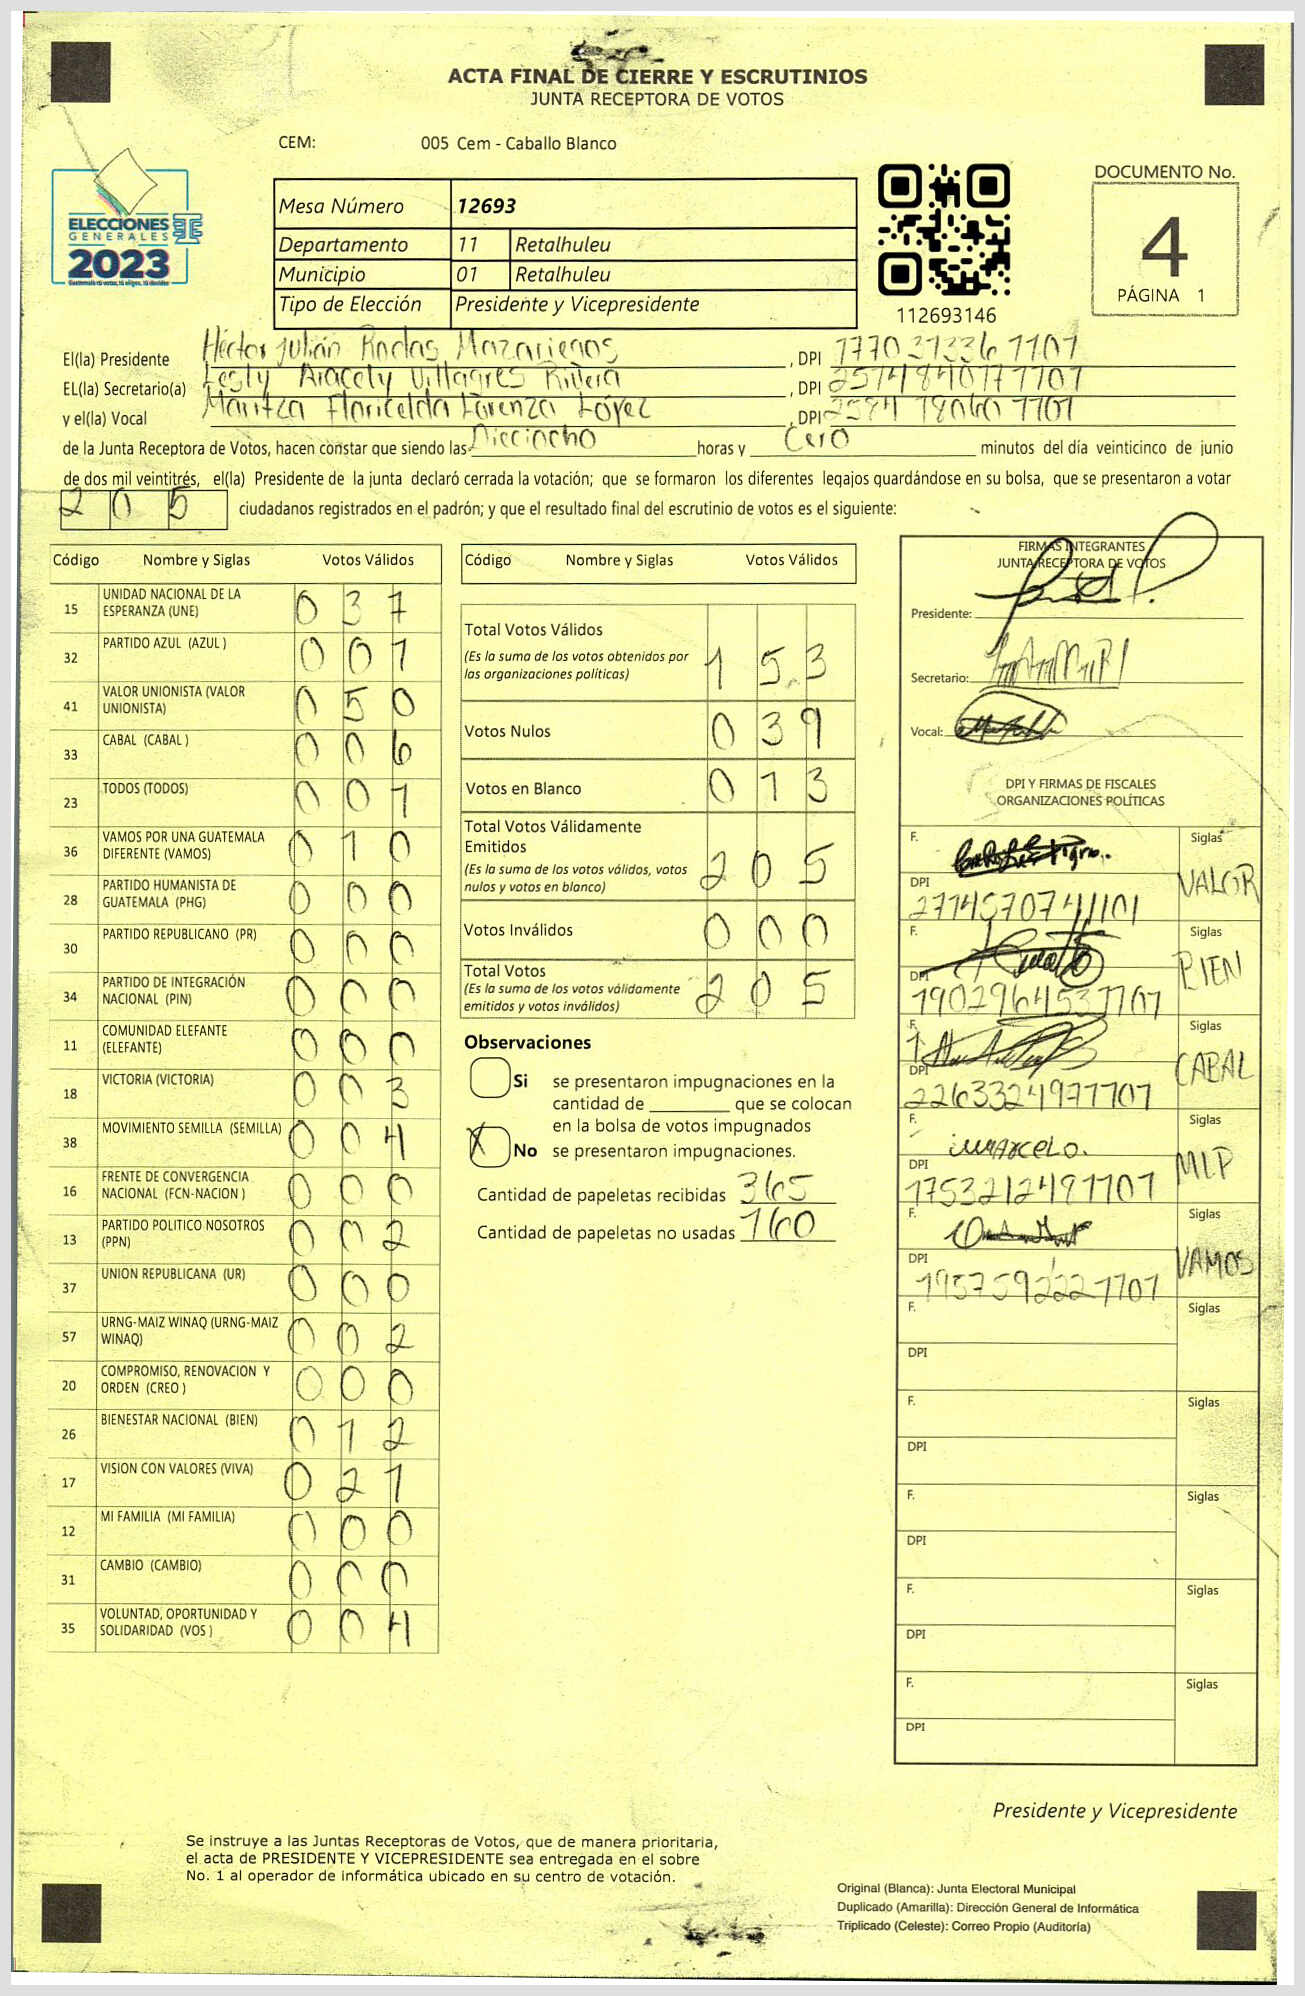 ACTA FINAL DE CIERRE Y ESCRUTINIOS
JUNTA RECEPTORA DE VOTOS
CEM: 005 Cem - Caballo Blanco
ELECCIONES
GENERALES
2023
Mesa Número 12693
Departamento 11 Retalhuleu
Municipio 01 Retalhuleu
Tipo de Elección Presidente y Vicepresidente
112693146
DOCUMENTO No.
4
PÁGINA 1
El(la) Presidente Héctor Julián Rodas Mazariegos , DPI
EL(la) Secretario(a) Lesly Aracely Villagres Rivera , DPI
y el(la) Vocal Maritza Floricelda Lorenzo López , DPI
de la Junta Receptora de Votos, hacen constar que siendo las Dieciocho horas y Cero minutos del día veinticinco de junio
de dos mil veintitrés, el(la) Presidente de la junta declaró cerrada la votación; que se formaron los diferentes legajos guardándose en su bolsa, que se presentaron a votar
205 ciudadanos registrados en el padrón; y que el resultado final del escrutinio de votos es el siguiente:
Código Nombre y Siglas Votos Válidos
15 UNIDAD NACIONAL DE LA ESPERANZA (UNE) 0 3 7
32 PARTIDO AZUL (AZUL ) 0 0 1
41 VALOR UNIONISTA (VALOR UNIONISTA) 0 5 0
33 CABAL (CABAL ) 0 0 6
23 TODOS (TODOS) 0 0 1
36 VAMOS POR UNA GUATEMALA DIFERENTE (VAMOS) 0 1 0
28 PARTIDO HUMANISTA DE GUATEMALA (PHG) 0 0 0
30 PARTIDO REPUBLICANO (PR) 0 0 0
34 PARTIDO DE INTEGRACIÓN NACIONAL (PIN) 0 0 0
11 COMUNIDAD ELEFANTE (ELEFANTE) 0 0 0
18 VICTORIA (VICTORIA) 0 0 3
38 MOVIMIENTO SEMILLA (SEMILLA) 0 0 4
16 FRENTE DE CONVERGENCIA NACIONAL (FCN-NACION ) 0 0 0
13 PARTIDO POLITICO NOSOTROS (PPN) 0 0 2
37 UNION REPUBLICANA (UR) 0 0 0
57 URNG-MAIZ WINAQ (URNG-MAIZ WINAQ) 0 0 2
20 COMPROMISO, RENOVACION Y ORDEN (CREO ) 0 0 0
26 BIENESTAR NACIONAL (BIEN) 0 1 2
17 VISION CON VALORES (VIVA) 0 2 1
12 MI FAMILIA (MI FAMILIA) 0 0 0
31 CAMBIO (CAMBIO) 0 0 0
35 VOLUNTAD, OPORTUNIDAD Y SOLIDARIDAD (VOS ) 0 0 4
Código Nombre y Siglas Votos Válidos
Total Votos Válidos 1 5 3
(Es la suma de los votos obtenidos por
las organizaciones politicas)
Votos Nulos 0 3 9
Votos en Blanco 0 1 3
Total Votos Válidamente
Emitidos 2 0 5
(Es la suma de los votos válidos, votos
nulos y votos en blanco)
Votos Inválidos 0 0 0
Total Votos 2 0 5
(Es la suma de los votos válidamente
emitidos y votos inválidos)
Observaciones
Si se presentaron impugnaciones en la
cantidad de ________ que se colocan
en la bolsa de votos impugnados
X No se presentaron impugnaciones.
Cantidad de papeletas recibidas 365
Cantidad de papeletas no usadas 160
FIRMAS INTEGRANTES
JUNTA RECEPTORA DE VOTOS
Presidente:
Secretario:
Vocal:
DPI Y FIRMAS DE FISCALES
ORGANIZACIONES POLÍTICAS
F. Siglas VALOR
DPI
F. Siglas BIEN
DPI
F. Siglas CABAL
DPI
F. Siglas MLP
DPI
F. Siglas VAMOS
DPI
F. Siglas
DPI
F. Siglas
DPI
F. Siglas
DPI
F. Siglas
DPI
F. Siglas
DPI
Presidente y Vicepresidente
Se instruye a las Juntas Receptoras de Votos, que de manera prioritaria,
el acta de PRESIDENTE Y VICEPRESIDENTE sea entregada en el sobre
No. 1 al operador de informática ubicado en su centro de votación.
Original (Blanca): Junta Electoral Municipal
Duplicado (Amarilla): Dirección General de Informática
Triplicado (Celeste): Correo Propio (Auditoría)